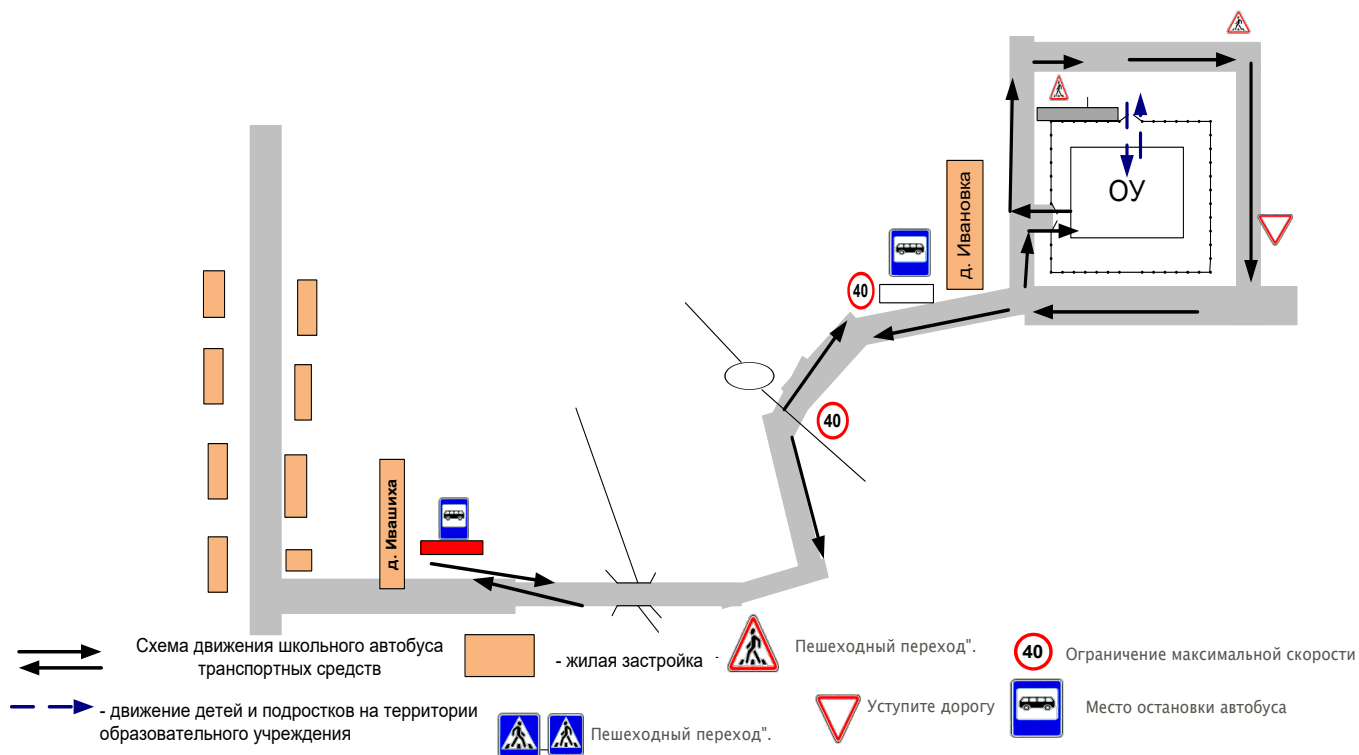 ОУ
д. Ивановка
40
40
д. Ивашиха
Схема движения школьного автобуса
транспортных средств
- жилая застройка -
Пешеходный переход".
40
Ограничение максимальной скорости
- движение детей и подростков на территории
образовательного учреждения
Пешеходный переход".
Уступите дорогу
Место остановки автобуса